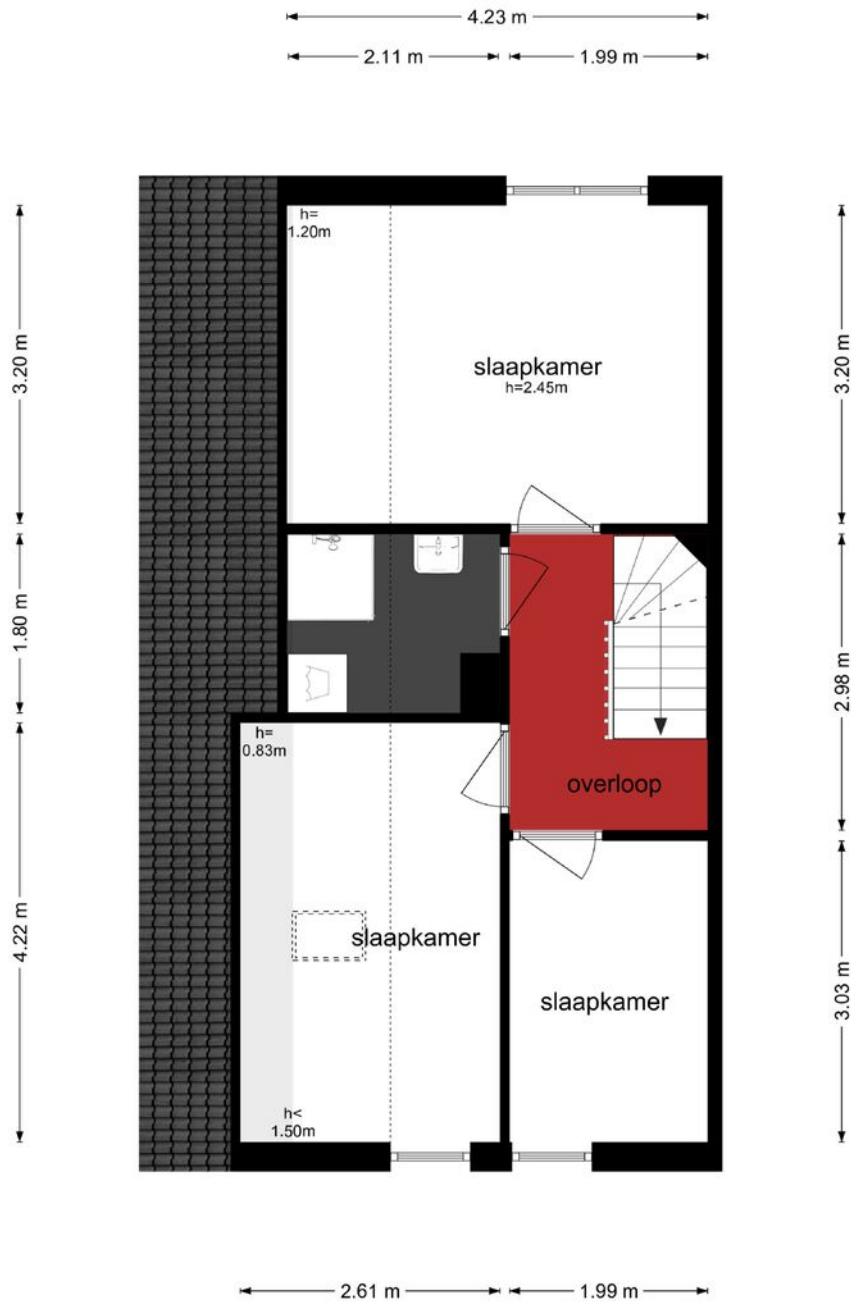 4.23 m
2.11 m
1.99 m
h=
1.20m
3.20 m
3.20 m
slaapkamer
h=2.45m
1.80 m
2.98 m
h=
0.83m
overloop
4.22 m
slaapkamer
3.03 m
slaapkamer
h<
1.50m
2.61 m
1.99 m